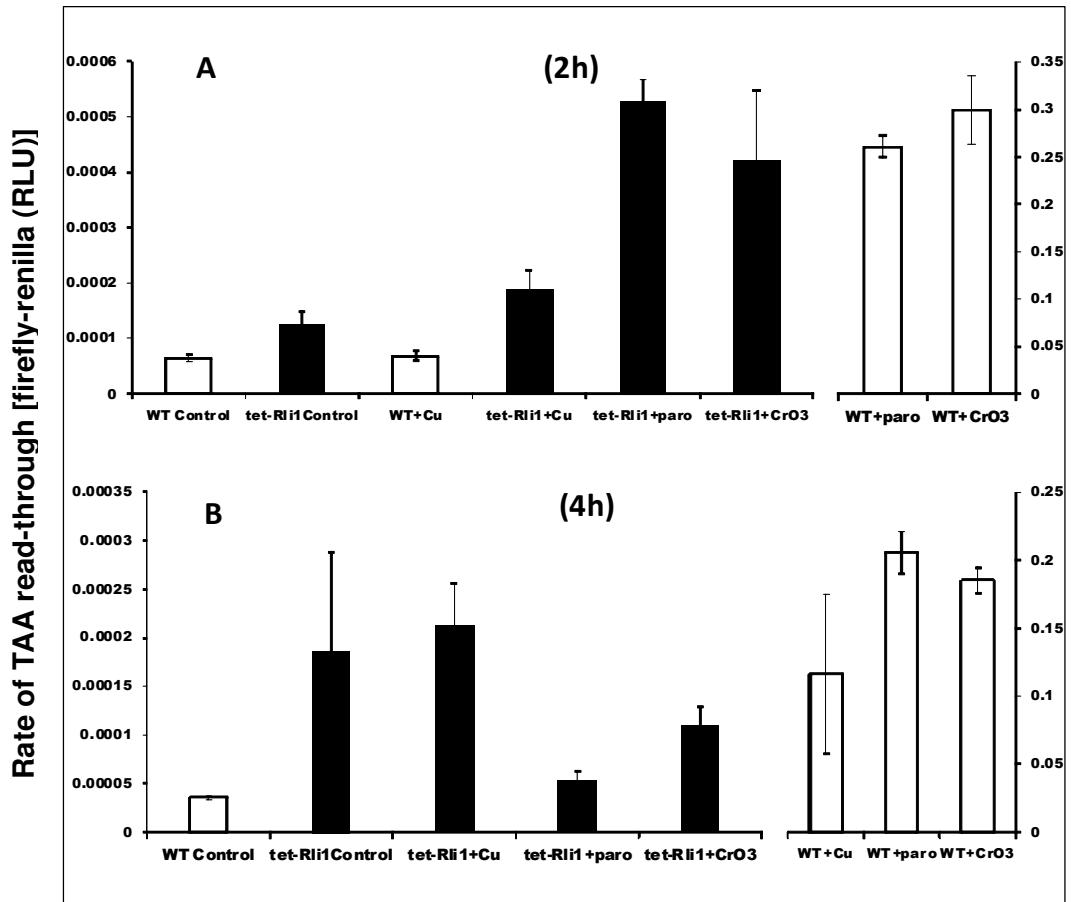 Rate of TAA read-through [firefly-renilla (RLU)]
A
(2h)
0.0006
0.0005
0.0004
0.0003
0.0002
0.0001
0
0.35
0.3
0.25
0.2
0.15
0.1
0.05
0
WT Control
tet-Rli1Control
WT+Cu
tet-Rli1+Cu
tet-Rli1+paro
tet-Rli1+CrO3
WT+paro
WT+CrO3
B
(4h)
0.00035
0.0003
0.00025
0.0002
0.00015
0.0001
0.00005
0
0.25
0.2
0.15
0.1
0.05
0
WT Control
tet-Rli1Control
tet-Rli1+Cu
tet-Rli1+paro
tet-Rli1+CrO3
WT+Cu
WT+paro
WT+CrO3